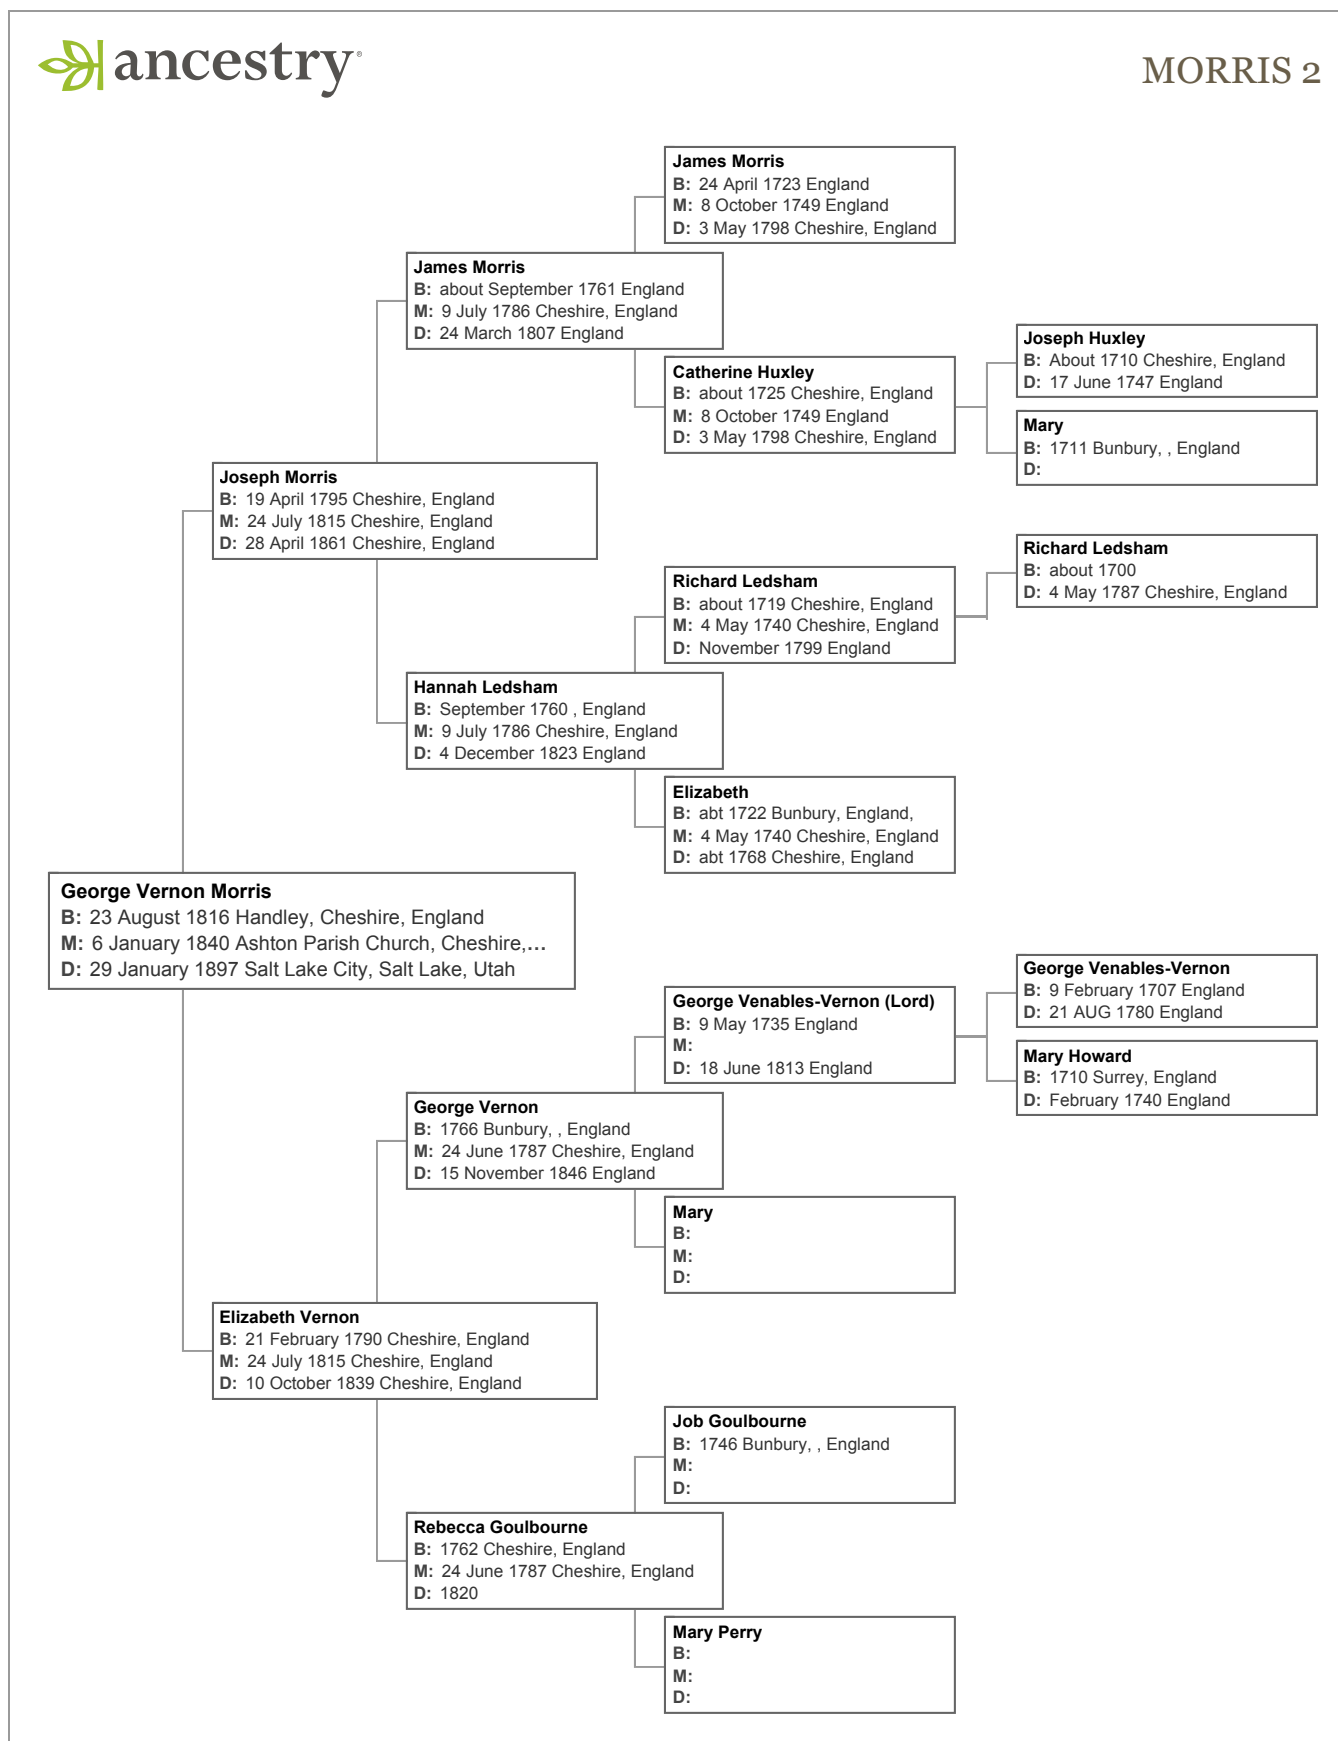 ancestry
MORRIS 2
James Morris
B: 24 April 1723 England
M: 8 October 1749 England
D: 3 May 1798 Cheshire, England
James Morris
B: about September 1761 England
M: 9 July 1786 Cheshire, England
D: 24 March 1807 England
Joseph Huxley
B: About 1710 Cheshire, England
D: 17 June 1747 England
Catherine Huxley
B: about 1725 Cheshire, England
M: 8 October 1749 England
D: 3 May 1798 Cheshire, England
Mary
B: 1711 Bunbury, , England
D:
Joseph Morris
B: 19 April 1795 Cheshire, England
M: 24 July 1815 Cheshire, England
D: 28 April 1861 Cheshire, England
Richard Ledsham
B: about 1700
D: 4 May 1787 Cheshire, England
Richard Ledsham
B: about 1719 Cheshire, England
M: 4 May 1740 Cheshire, England
D: November 1799 England
Hannah Ledsham
B: September 1760 , England
M: 9 July 1786 Cheshire, England
D: 4 December 1823 England
Elizabeth
B: abt 1722 Bunbury, England,
M: 4 May 1740 Cheshire, England
D: abt 1768 Cheshire, England
George Vernon Morris
B: 23 August 1816 Handley, Cheshire, England
M: 6 January 1840 Ashton Parish Church, Cheshire,...
D: 29 January 1897 Salt Lake City, Salt Lake, Utah
George Venables-Vernon
B: 9 February 1707 England
D: 21 AUG 1780 England
George Venables-Vernon (Lord)
B: 9 May 1735 England
M:
D: 18 June 1813 England
Mary Howard
B: 1710 Surrey, England
D: February 1740 England
George Vernon
B: 1766 Bunbury, , England
M: 24 June 1787 Cheshire, England
D: 15 November 1846 England
Mary
B:
M:
D:
Elizabeth Vernon
B: 21 February 1790 Cheshire, England
M: 24 July 1815 Cheshire, England
D: 10 October 1839 Cheshire, England
Job Goulbourne
B: 1746 Bunbury, , England
M:
D:
Rebecca Goulbourne
B: 1762 Cheshire, England
M: 24 June 1787 Cheshire, England
D: 1820
Mary Perry
B:
M:
D: